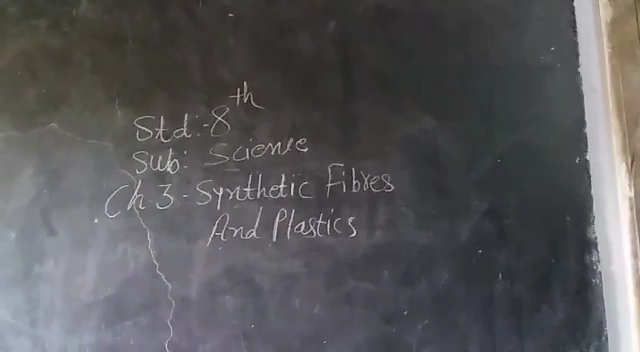 Std:-8th
Sub: Science
Ch 3-Synthetic Fibres
And Plastics